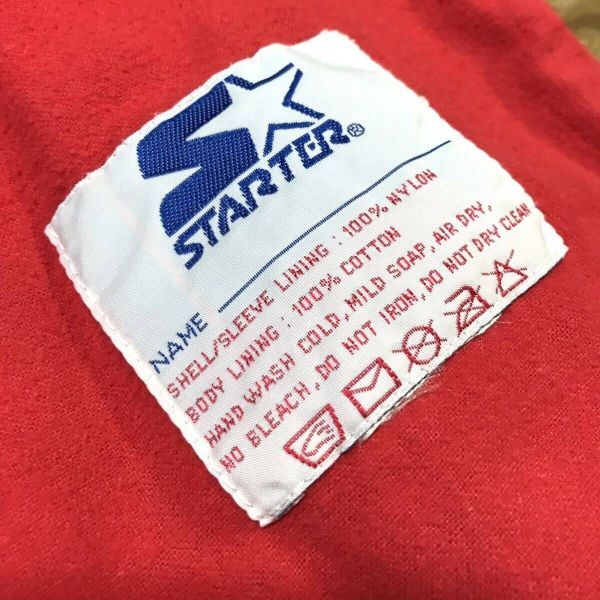 STARTER®
NAME
SHELL/SLEEVE LINING : 100% NYLON
BODY LINING : 100% COTTON
HAND WASH COLD, MILD SOAP, AIR DRY,
NO BLEACH, DO NOT IRON, DO NOT DRY CLEAN